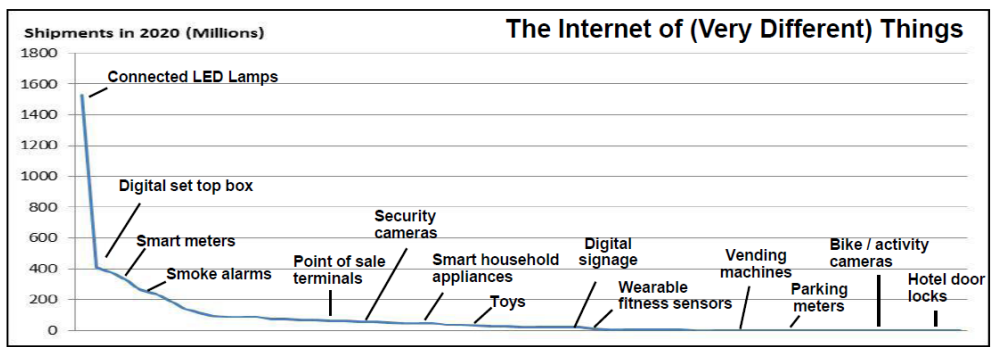 The Internet of (Very Different) Things
Shipments in 2020 (Millions)
1800
1600
1400
1200
1000
800
600
400
200
0
Connected LED Lamps
Digital set top box
Smart meters
Smoke alarms
Point of sale
terminals
Security
cameras
Smart household
appliances
Toys
Digital
signage
Wearable
fitness sensors
Vending
machines
Parking
meters
Bike / activity
cameras
Hotel door
locks